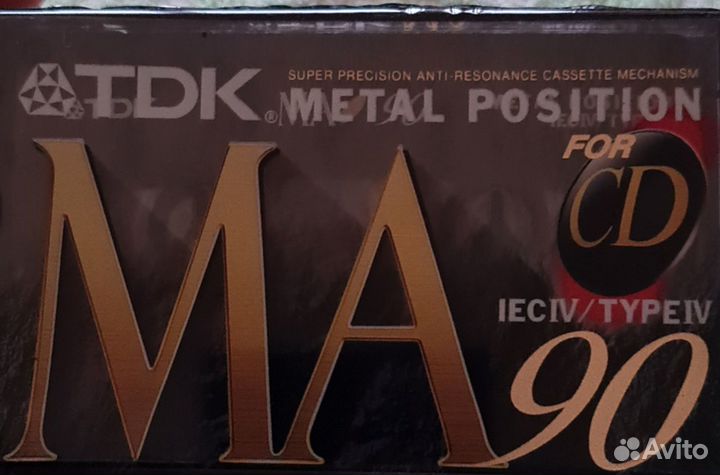 TDK®
SUPER PRECISION ANTI-RESONANCE CASSETTE MECHANISM
METAL POSITION
FOR
CD
MA
IECIV/TYPEIV
90
Avito